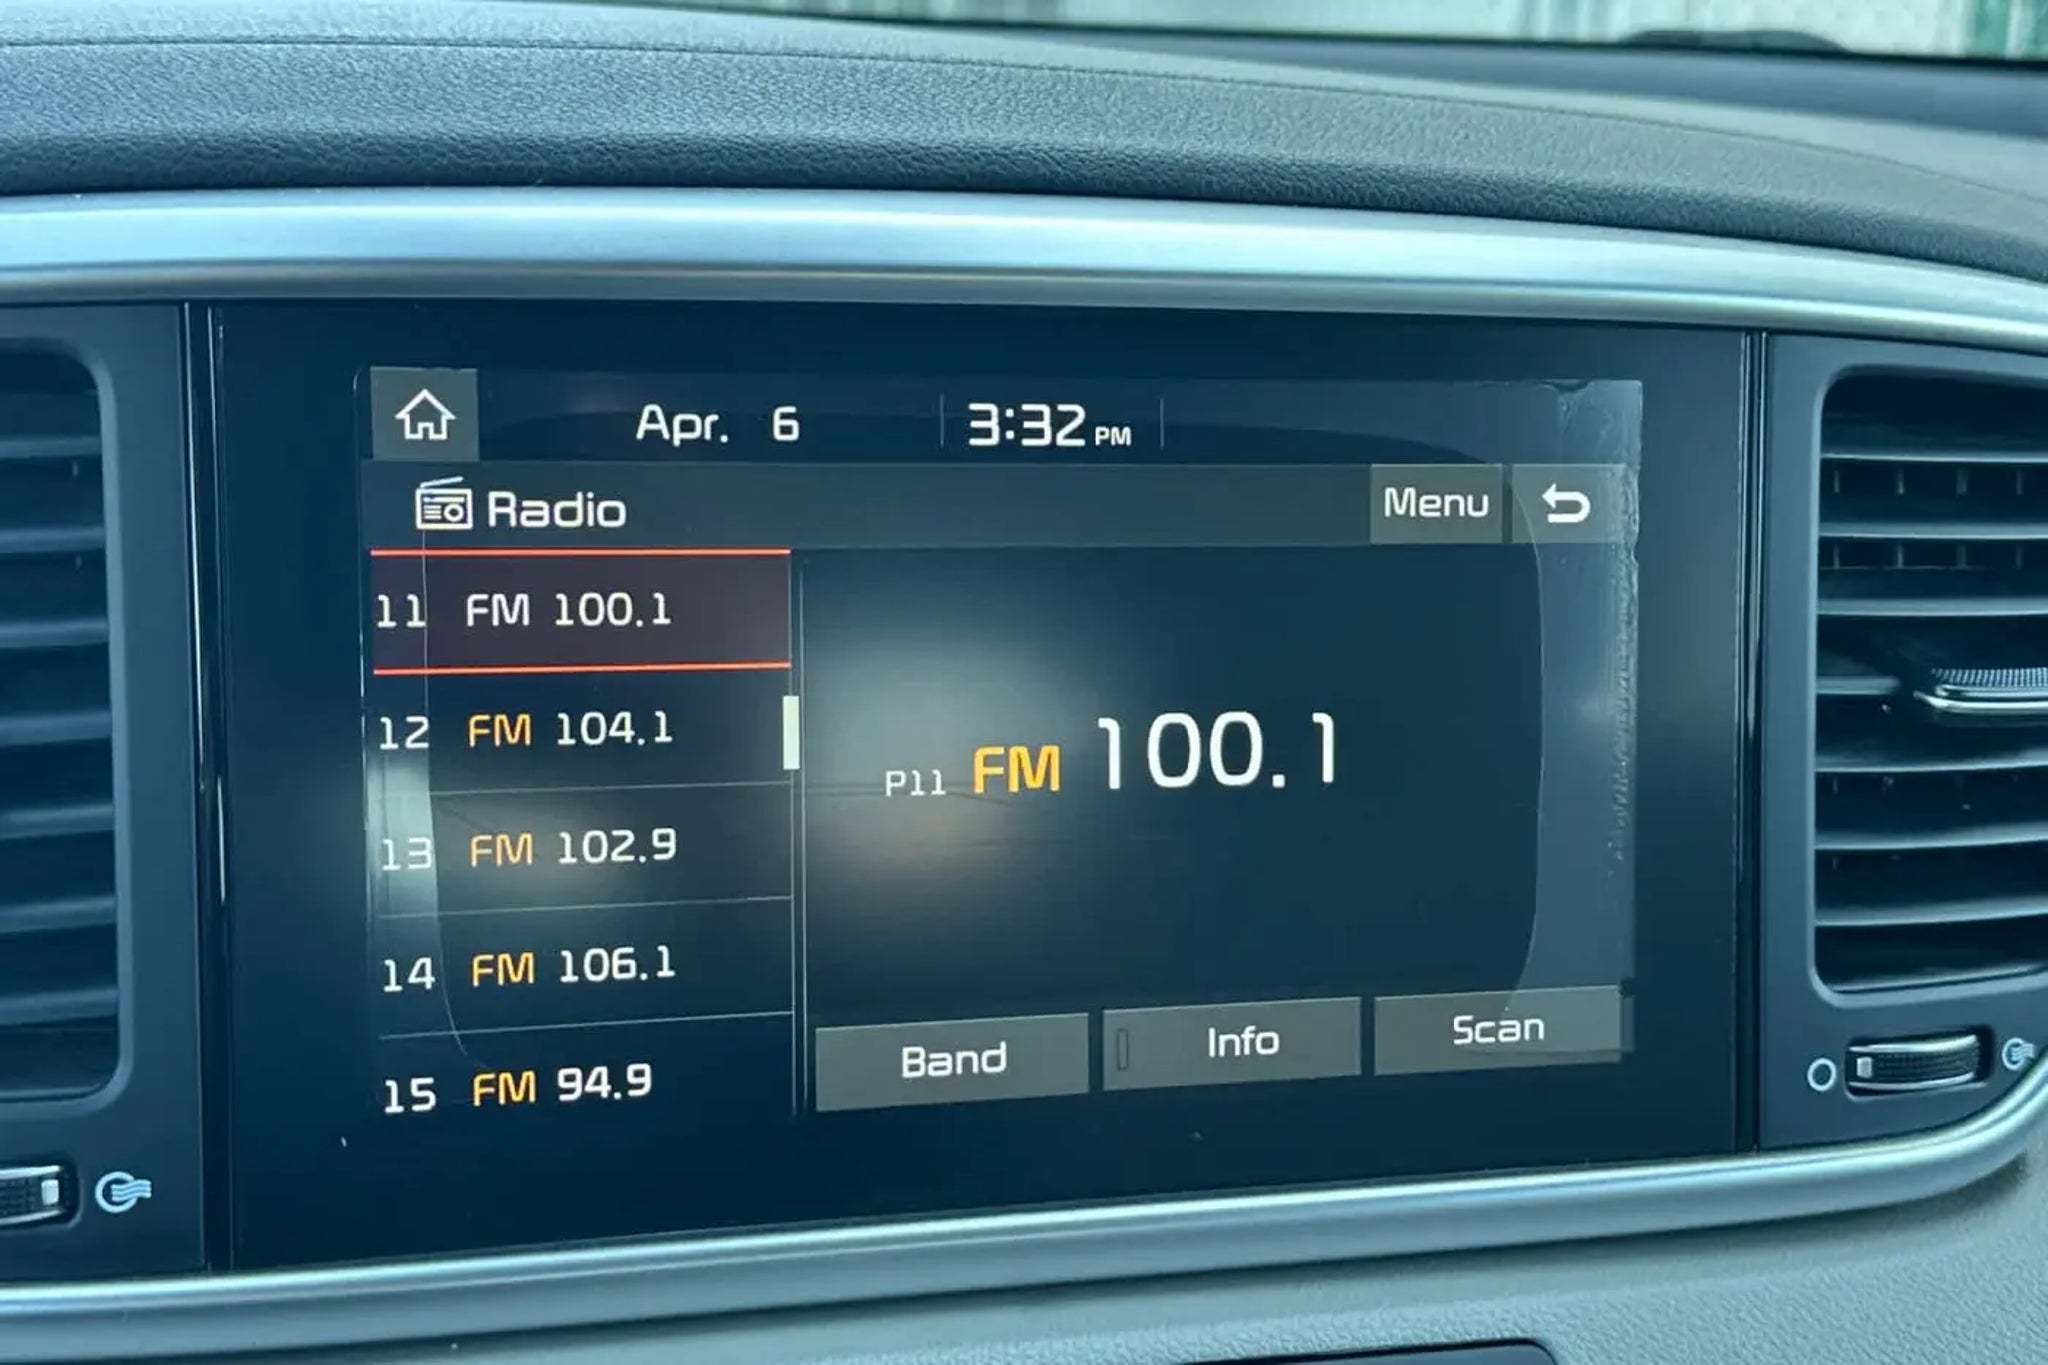 Apr. 6 3:32 PM
Radio Menu
11 FM 100.1
12 FM 104.1
13 FM 102.9
14 FM 106.1
15 FM 94.9
P11 FM 100.1
Band Info Scan